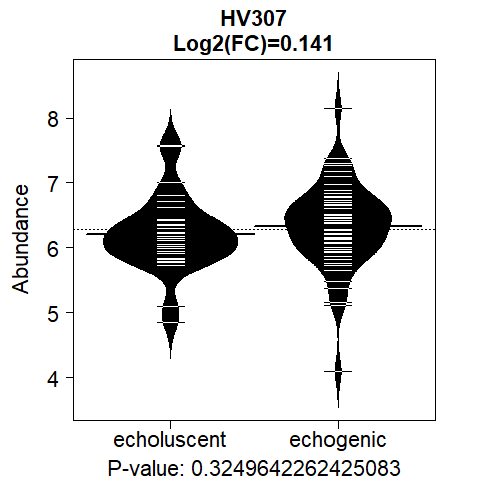 HV307
Log2(FC)=0.141
Abundance
8
7
6
5
4
echoluscent echogenic
P-value: 0.3249642262425083